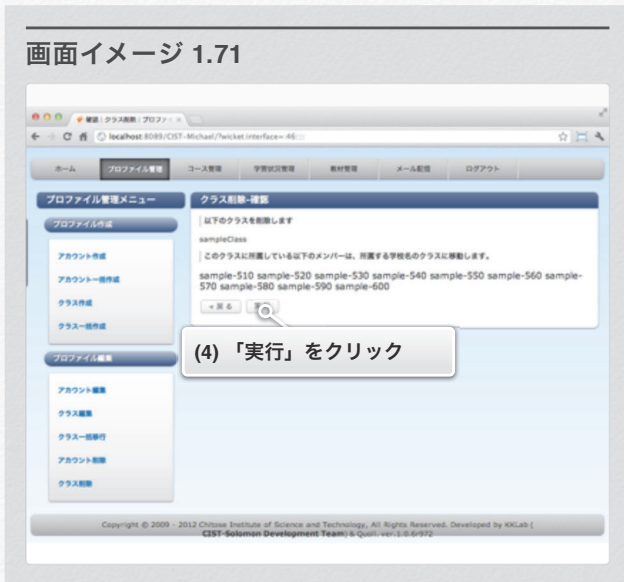 画面イメージ 1.71
確認 | クラス削除 | プロファ
localhost:8089/CIST-Michael/?wicket:interface=:46::::
ホーム プロファイル管理 コース管理 学習状況管理 教材管理 メール配信 ログアウト
プロファイル管理メニュー
プロファイル作成
アカウント作成
アカウント一括作成
クラス作成
クラス一括作成
プロファイル編集
アカウント編集
クラス編集
クラス一括移行
アカウント削除
クラス削除
クラス削除-確認
以下のクラスを削除します
sampleClass
このクラスに所属している以下のメンバーは、所属する学校名のクラスに移動します。
sample-510 sample-520 sample-530 sample-540 sample-550 sample-560 sample-
570 sample-580 sample-590 sample-600
« 戻る
(4) 「実行」をクリック
Copyright © 2009 - 2012 Chitose Institute of Science and Technology, All Rights Reserved. Developed by KKLab (
CIST-Solomon Development Team) & Quoll. ver.1.0.6r972